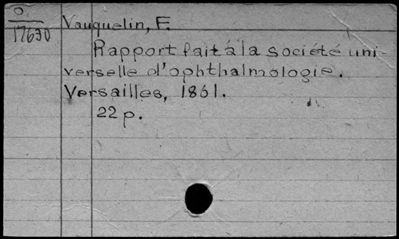 O
17630
Vauquelin, F.
Rapport fait à la société uni-
verselle d'ophthalmologie.
Versailles, 1861.
22 p.